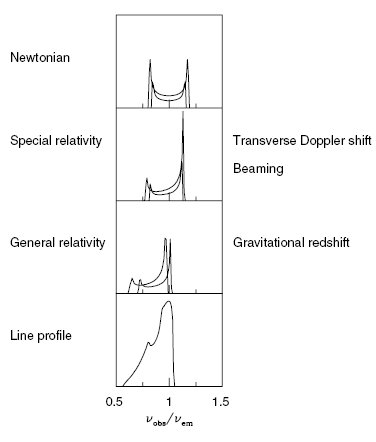 Newtonian
Special relativity
Transverse Doppler shift
Beaming
General relativity
Gravitational redshift
Line profile
0.5 1 1.5
νobs/νem